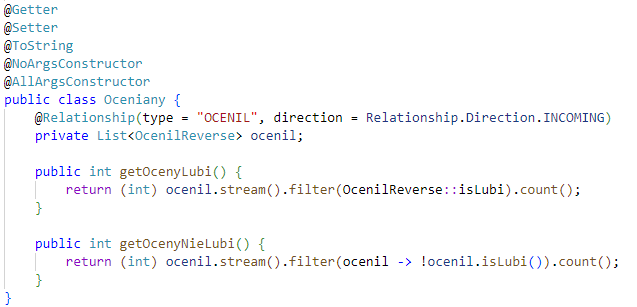 @Getter
@Setter
@ToString
@NoArgsConstructor
@AllArgsConstructor
public class Oceniany {
    @Relationship(type = "OCENIL", direction = Relationship.Direction.INCOMING)
    private List<OcenilReverse> ocenil;

    public int getOcenyLubi() {
        return (int) ocenil.stream().filter(OcenilReverse::isLubi).count();
    }

    public int getOcenyNieLubi() {
        return (int) ocenil.stream().filter(ocenil -> !ocenil.isLubi()).count();
    }
}